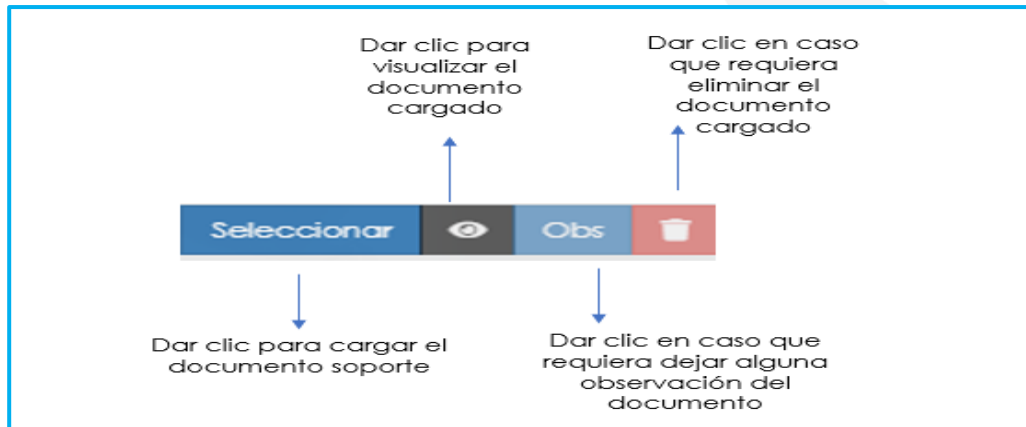 Dar clic para
visualizar el
documento
cargado
Dar clic en caso
que requiera
eliminar el
documento
cargado
Seleccionar
Obs
Dar clic para cargar el
documento soporte
Dar clic en caso que
requiera dejar alguna
observación del
documento